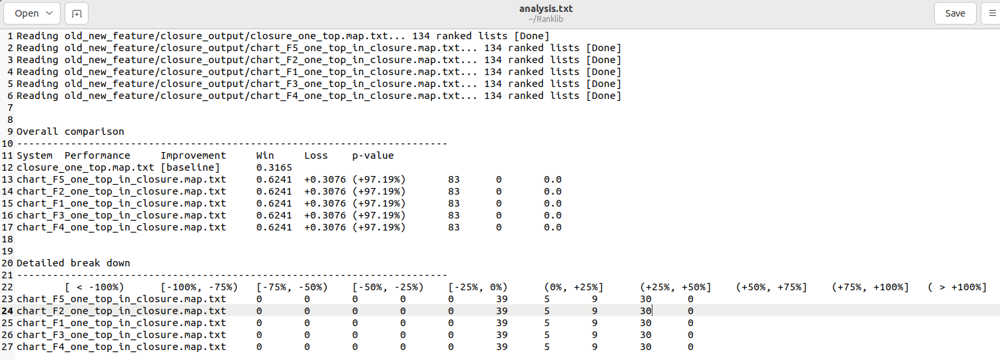 Open
analysis.txt
~/Ranklib
Save
1 Reading old_new_feature/closure_output/closure_one_top.map.txt... 134 ranked lists [Done]
2 Reading old_new_feature/closure_output/chart_F5_one_top_in_closure.map.txt... 134 ranked lists [Done]
3 Reading old_new_feature/closure_output/chart_F2_one_top_in_closure.map.txt... 134 ranked lists [Done]
4 Reading old_new_feature/closure_output/chart_F1_one_top_in_closure.map.txt... 134 ranked lists [Done]
5 Reading old_new_feature/closure_output/chart_F3_one_top_in_closure.map.txt... 134 ranked lists [Done]
6 Reading old_new_feature/closure_output/chart_F4_one_top_in_closure.map.txt... 134 ranked lists [Done]
7
8
9 Overall comparison
10 ------------------------------------------------------------------------
11 System Performance Improvement Win Loss p-value
12 closure_one_top.map.txt [baseline] 0.3165
13 chart_F5_one_top_in_closure.map.txt 0.6241 +0.3076 (+97.19%) 83 0 0.0
14 chart_F2_one_top_in_closure.map.txt 0.6241 +0.3076 (+97.19%) 83 0 0.0
15 chart_F1_one_top_in_closure.map.txt 0.6241 +0.3076 (+97.19%) 83 0 0.0
16 chart_F3_one_top_in_closure.map.txt 0.6241 +0.3076 (+97.19%) 83 0 0.0
17 chart_F4_one_top_in_closure.map.txt 0.6241 +0.3076 (+97.19%) 83 0 0.0
18
19
20 Detailed break down
21 ------------------------------------------------------------------------
22 [ < -100%) [-100%, -75%) [-75%, -50%) [-50%, -25%) [-25%, 0%) (0%, +25%] (+25%, +50%] (+50%, +75%] (+75%, +100%] ( > +100%]
23 chart_F5_one_top_in_closure.map.txt 0 0 0 0 0 39 5 9 30 0
24 chart_F2_one_top_in_closure.map.txt 0 0 0 0 0 39 5 9 30 0
25 chart_F1_one_top_in_closure.map.txt 0 0 0 0 0 39 5 9 30 0
26 chart_F3_one_top_in_closure.map.txt 0 0 0 0 0 39 5 9 30 0
27 chart_F4_one_top_in_closure.map.txt 0 0 0 0 0 39 5 9 30 0